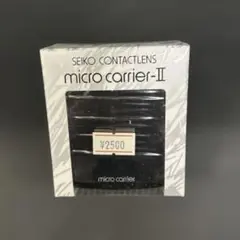 SEIKO CONTACTLENS
micro carrier-II
¥2500
micro carrier